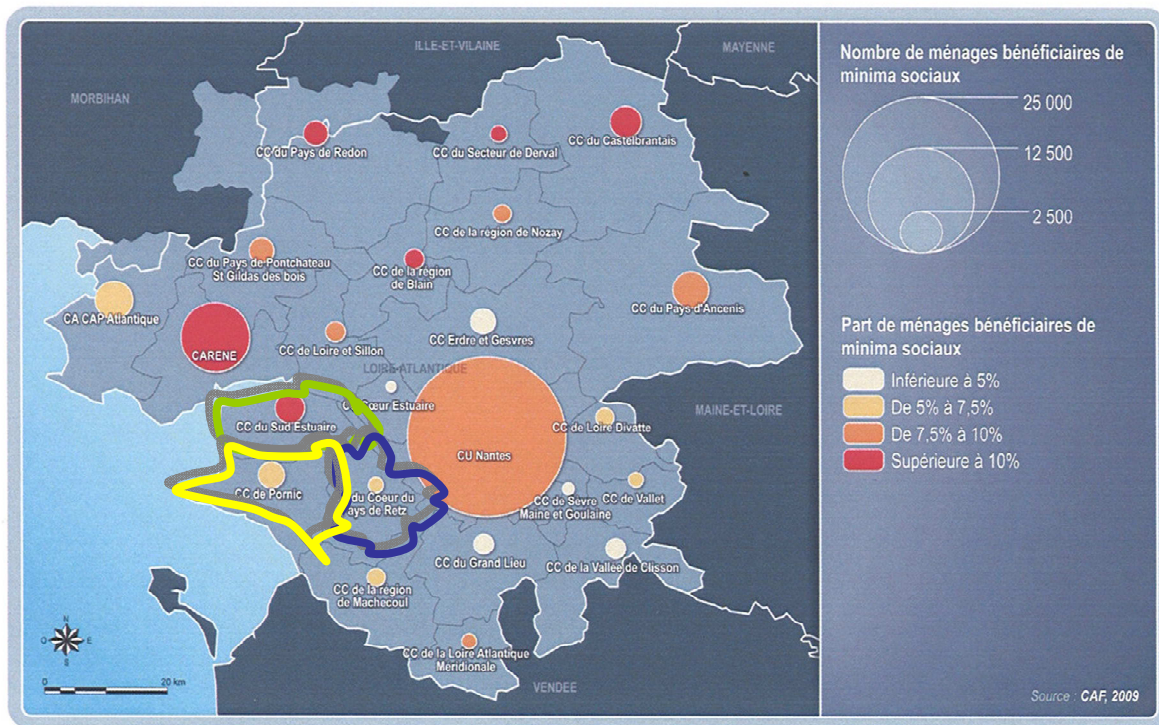 ILLE-ET-VILAINE
MAYENNE
MORBIHAN
CC du Pays de Redon
CC du Secteur de Derval
CC du Castelbrantais
CC de la région de Nozay
CC du Pays de Pontchateau
St Gildas des bois
CC de la région
de Blain
CA CAP Atlantique
CC du Pays d'Ancenis
CARENE
CC de Loire et Sillon
CC Erdre et Gesvres
LOIRE-ATLANTIQUE
Cœur Estuaire
MAINE-ET-LOIRE
CC du Sud Estuaire
CC de Loire Divatte
CU Nantes
CC de Pornic
du Coeur du
ays de Retz
CC de Sèvre
Maine et Goulaine
CC de Vallet
CC du Grand Lieu
CC de la Vallée de Clisson
CC de la région
de Machecoul
CC de la Loire Atlantique
Méridionale
VENDEE
N
O
E
S
0
20 km
Nombre de ménages bénéficiaires de
minima sociaux
25 000
12 500
2 500
Part de ménages bénéficiaires de
minima sociaux
Inférieure à 5%
De 5% à 7,5%
De 7,5% à 10%
Supérieure à 10%
Source : CAF, 2009